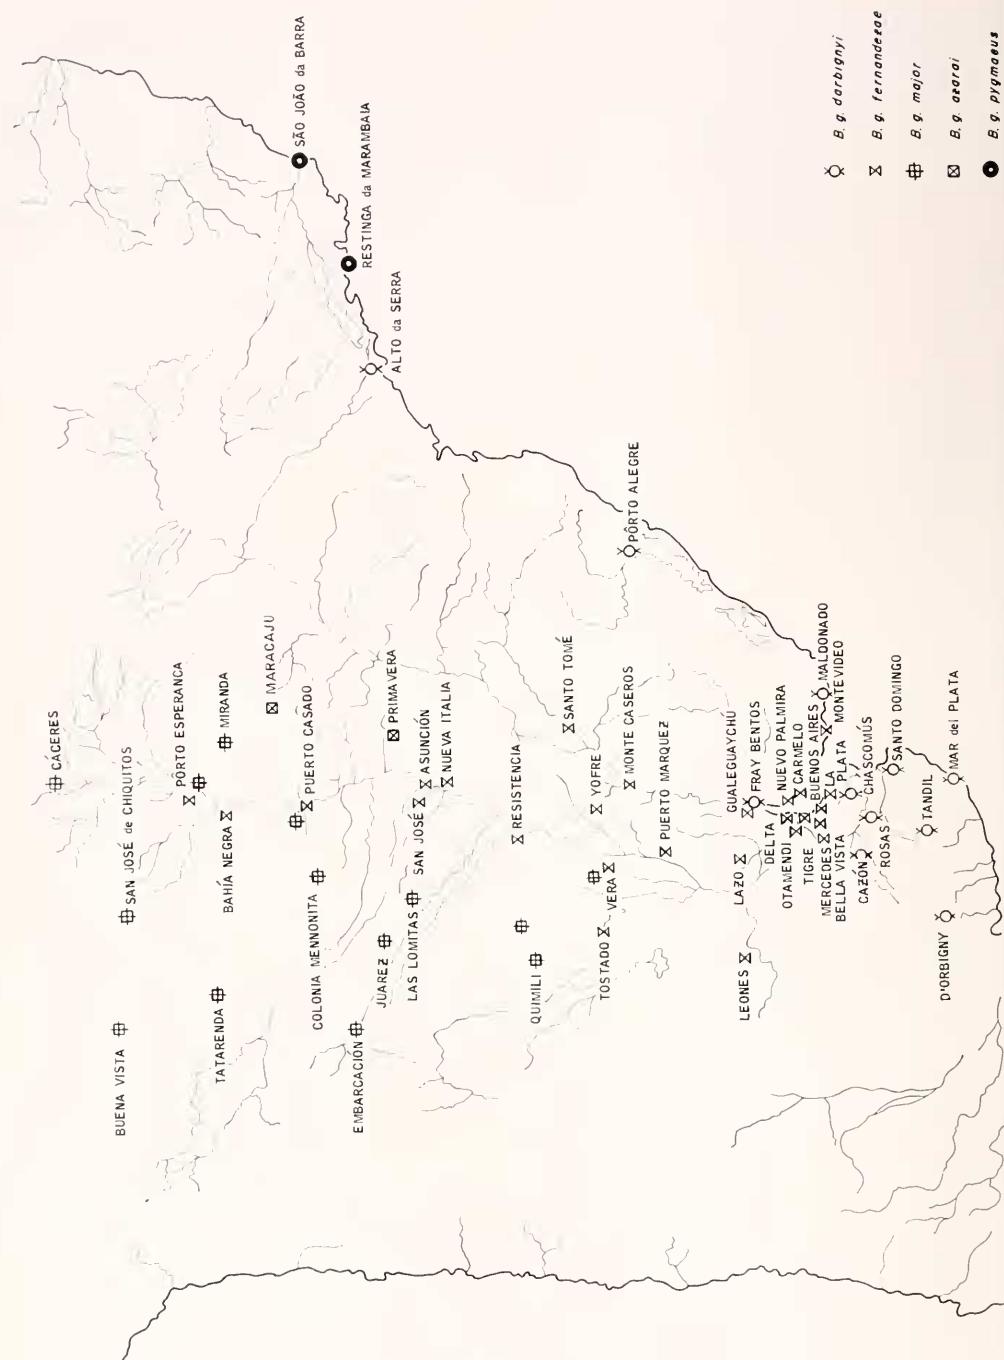 SÃO JOÃO da BARRA
RESTINGA da MARAMBAIA
ALTO da SERRA
PÔRTO ALEGRE
CÁCERES
SAN JOSÉ de CHIQUITOS
BUENA VISTA
PÔRTO ESPERANCA
MIRANDA
BAHÍA NEGRA
TATARENDA
MARACAJU
PUERTO CASADO
COLONIA MENNONITA
EMBARCACIÓN
PRIMAVERA
JUAREZ
LAS LOMITAS
SAN JOSÉ
ASUNCIÓN
NUEVA ITALIA
RESISTENCIA
QUIMILI
SANTO TOMÉ
YOFRE
MONTE CASEROS
TOSTADO
VERA
PUERTO MARQUEZ
GUALEGUAYCHÚ
FRAY BENTOS
LAZO
LEONES
DELTA
NUEVO PALMIRA
OTAMENDI
CARMELO
TIGRE
BUENOS AIRES
MALDONADO
MONTEVIDEO
MERCEDES
LA PLATA
BELLA VISTA
CHASCOMÚS
CAZÓN
ROSAS
SANTO DOMINGO
TANDIL
MAR del PLATA
D'ORBIGNY
B. g. darbignyi
B. g. fernandezae
B. g. major
B. g. azarai
B. g. pygmaeus